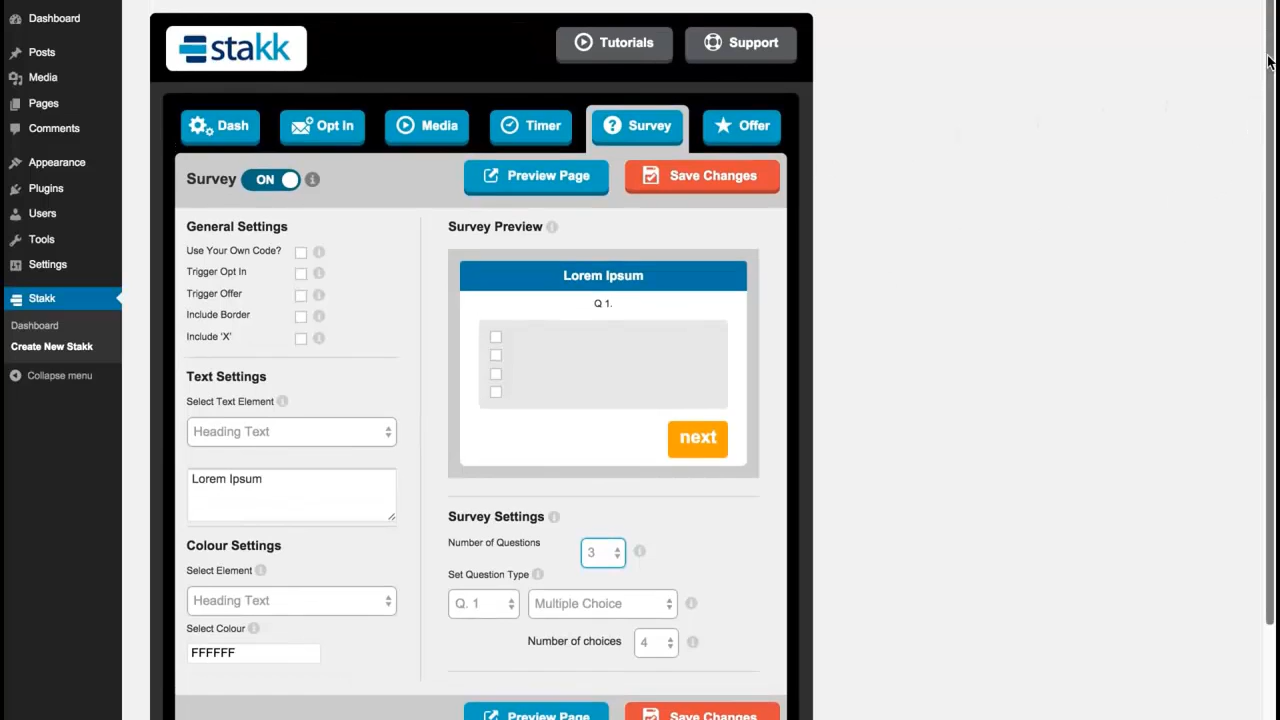 Dashboard
Posts
Media
Pages
Comments
Appearance
Plugins
Users
Tools
Settings
Stakk
Dashboard
Create New Stakk
Collapse menu
stakk
Tutorials
Support
Dash
Opt In
Media
Timer
Survey
Offer
Survey ON
Preview Page
Save Changes
General Settings
Use Your Own Code?
Trigger Opt In
Trigger Offer
Include Border
Include 'X'
Text Settings
Select Text Element
Heading Text
Lorem Ipsum
Colour Settings
Select Element
Heading Text
Select Colour
FFFFFF
Survey Preview
Lorem Ipsum
Q 1.
next
Survey Settings
Number of Questions
3
Set Question Type
Q. 1
Multiple Choice
Number of choices
4
Preview Page
Save Changes